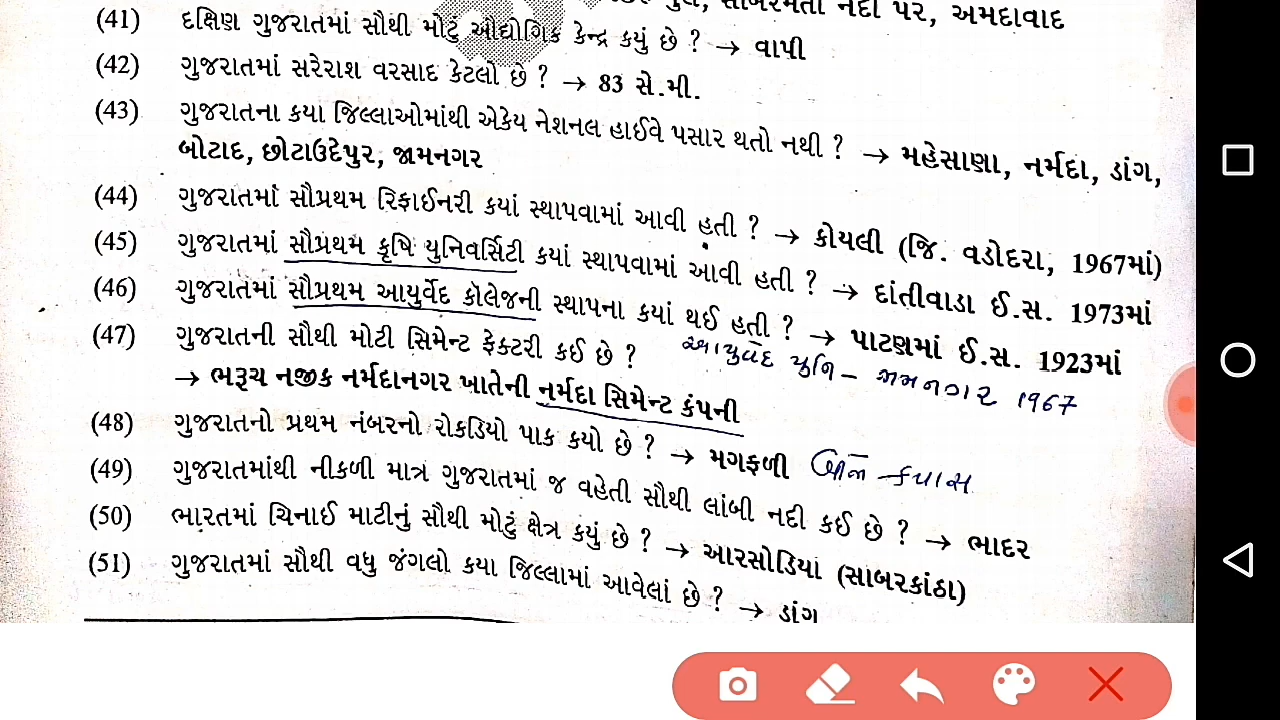 પુલ, સાબરમતી નદી પર, અમદાવાદ
(41) દક્ષિણ ગુજરાતમાં સૌથી મોટું ઔદ્યોગિક કેન્દ્ર કયું છે ? → વાપી
(42) ગુજરાતમાં સરેરાશ વરસાદ કેટલો છે ? → 83 સે.મી.
(43) ગુજરાતના કયા જિલ્લાઓમાંથી એકેય નેશનલ હાઈવે પસાર થતો નથી ? → મહેસાણા, નર્મદા, ડાંગ,
બોટાદ, છોટાઉદેપુર, જામનગર
(44) ગુજરાતમાં સૌપ્રથમ રિફાઈનરી કયાં સ્થાપવામાં આવી હતી ? → કોયલી (જિ. વડોદરા, 1967માં)
(45) ગુજરાતમાં સૌપ્રથમ કૃષિ યુનિવર્સિટી કયાં સ્થાપવામાં આવી હતી ? → દાંતીવાડા ઈ.સ. 1973માં
(46) ગુજરાતમાં સૌપ્રથમ આયુર્વેદ કૉલેજની સ્થાપના કયાં થઈ હતી ? → પાટણમાં ઈ.સ. 1923માં
આયુર્વેદ યુનિ - જામનગર 1967
(47) ગુજરાતની સૌથી મોટી સિમેન્ટ ફેક્ટરી કઈ છે ?
→ ભરૂચ નજીક નર્મદાનગર ખાતેની નર્મદા સિમેન્ટ કંપની
(48) ગુજરાતનો પ્રથમ નંબરનો રોકડિયો પાક કયો છે ? → મગફળી - કપાસ
(49) ગુજરાતમાંથી નીકળી માત્ર ગુજરાતમાં જ વહેતી સૌથી લાંબી નદી કઈ છે ? → ભાદર
(50) ભારતમાં ચિનાઈ માટીનું સૌથી મોટું ક્ષેત્ર કયું છે ? → આરસોડિયા (સાબરકાંઠા)
(51) ગુજરાતમાં સૌથી વધુ જંગલો કયા જિલ્લામાં આવેલાં છે ? → ડાંગ